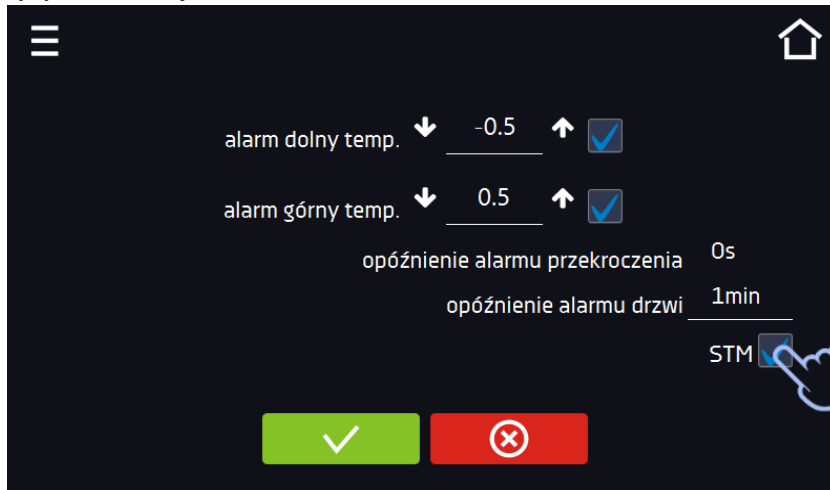 alarm dolny temp. -0.5
alarm górny temp. 0.5
opóźnienie alarmu przekroczenia 0s
opóźnienie alarmu drzwi 1min
STM